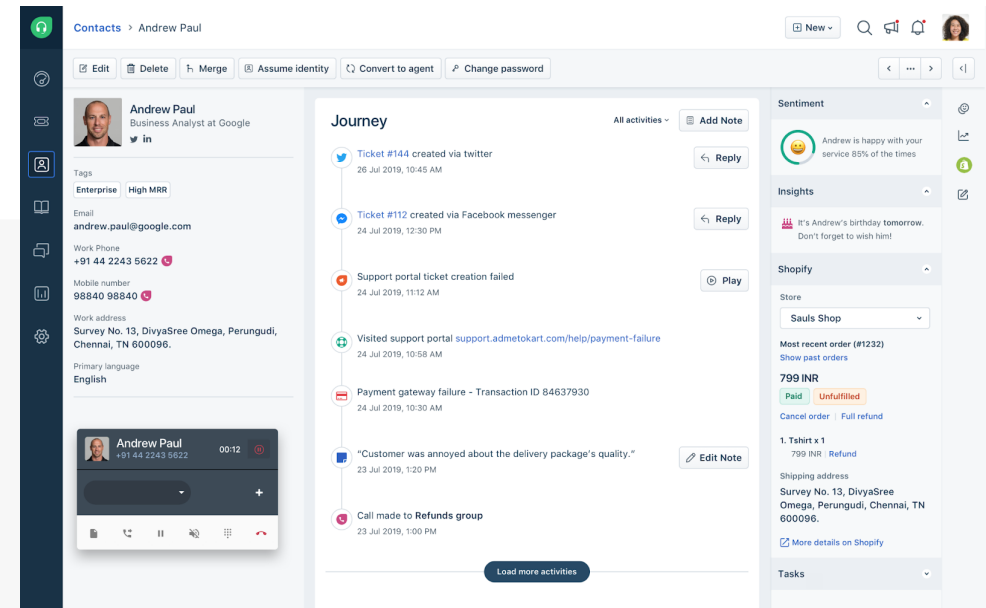 Contacts > Andrew Paul
New
Edit
Delete
Merge
Assume identity
Convert to agent
Change password
Andrew Paul
Business Analyst at Google
in
Tags
Enterprise
High MRR
Email
andrew.paul@google.com
Work Phone
+91 44 2243 5622
Mobile number
98840 98840
Work address
Survey No. 13, DivyaSree Omega, Perungudi,
Chennai, TN 600096.
Primary language
English
Andrew Paul
+91 44 2243 5622
00:12
Journey
All activities
Add Note
Ticket #144 created via twitter
26 Jul 2019, 10:45 AM
Reply
Ticket #112 created via Facebook messenger
24 Jul 2019, 12:30 PM
Reply
Support portal ticket creation failed
24 Jul 2019, 11:12 AM
Play
Visited support portal support.admetokart.com/help/payment-failure
24 Jul 2019, 10:58 AM
Payment gateway failure - Transaction ID 84637930
24 Jul 2019, 10:30 AM
“Customer was annoyed about the delivery package’s quality.”
23 Jul 2019, 1:20 PM
Edit Note
Call made to Refunds group
23 Jul 2019, 1:00 PM
Load more activities
Sentiment
Andrew is happy with your
service 85% of the times
Insights
It's Andrew's birthday tomorrow.
Don't forget to wish him!
Shopify
Store
Sauls Shop
Most recent order (#1232)
Show past orders
799 INR
Paid
Unfulfilled
Cancel order | Full refund
1. Tshirt x 1
799 INR | Refund
Shipping address
Survey No. 13, DivyaSree
Omega, Perungudi, Chennai, TN
600096.
More details on Shopify
Tasks